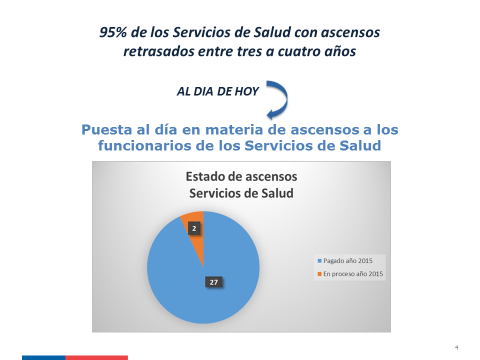 95% de los Servicios de Salud con ascensos
retrasados entre tres a cuatro años
AL DIA DE HOY
Puesta al día en materia de ascensos a los
funcionarios de los Servicios de Salud
Estado de ascensos
Servicios de Salud
2
27
Pagado año 2015
En proceso año 2015
4